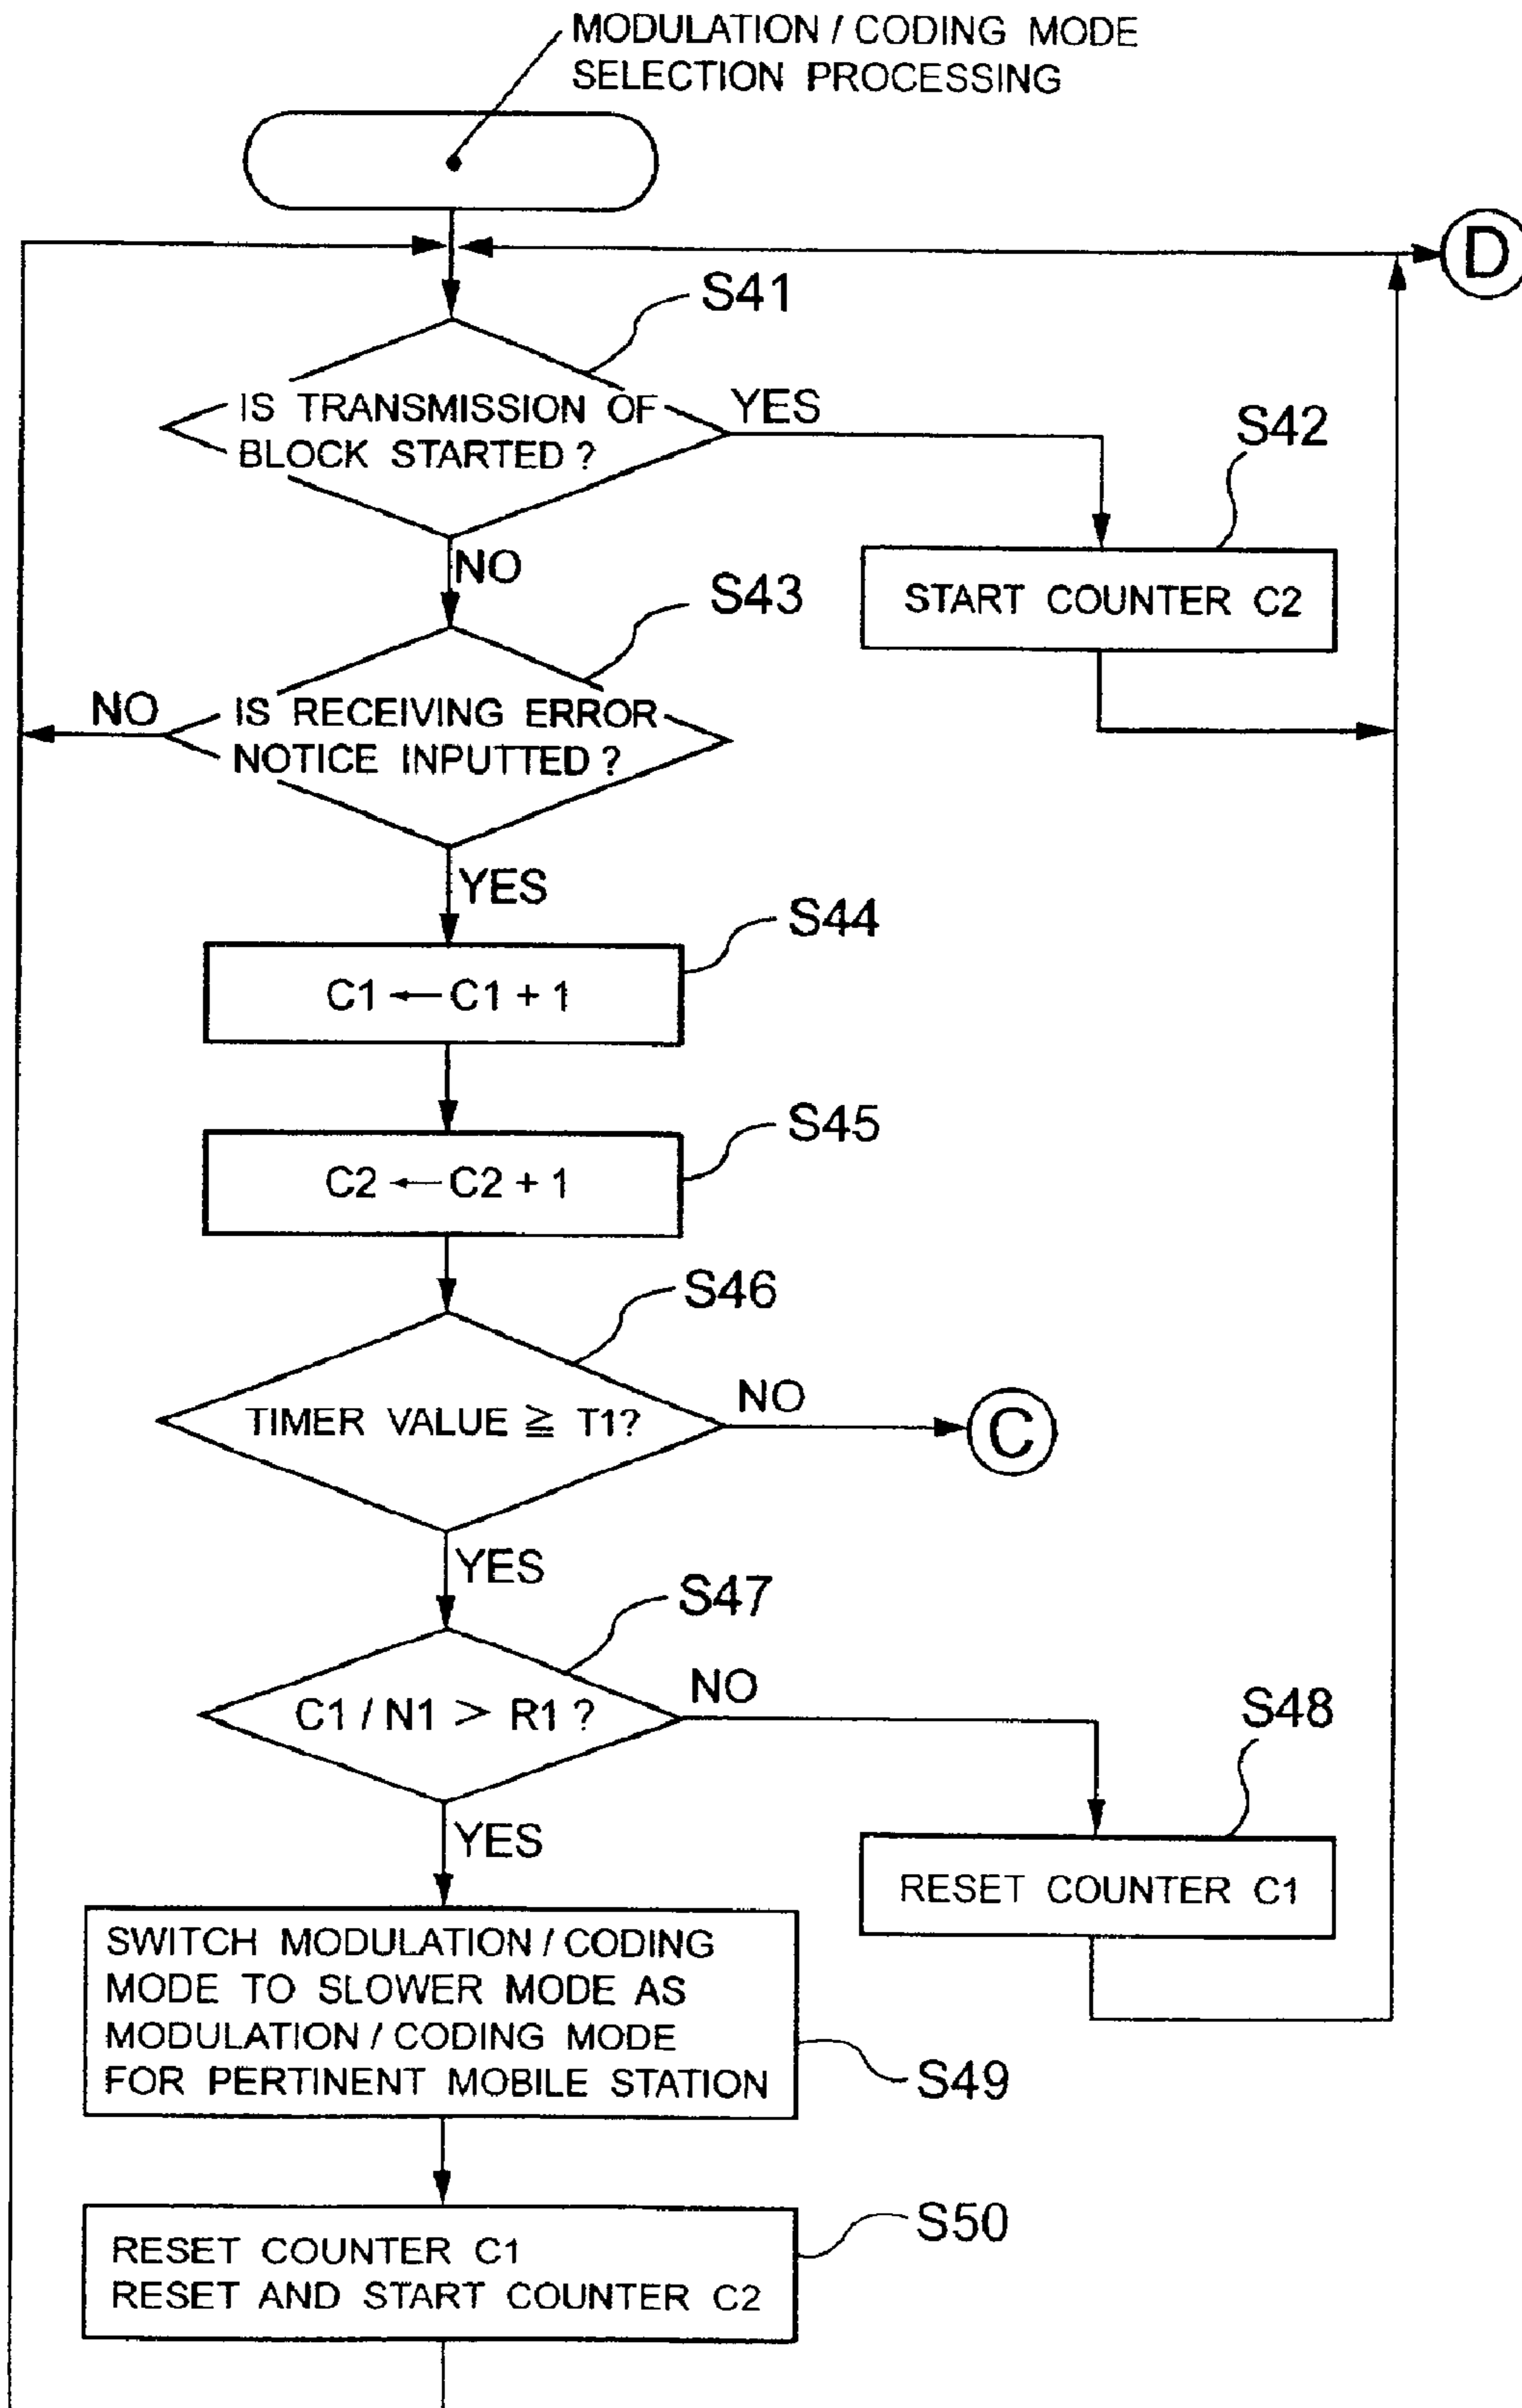 MODULATION / CODING MODE
SELECTION PROCESSING
D
S41
IS TRANSMISSION OF
BLOCK STARTED ?
YES
S42
START COUNTER C2
NO
S43
IS RECEIVING ERROR
NOTICE INPUTTED ?
NO
YES
S44
C1 ← C1 + 1
S45
C2 ← C2 + 1
S46
TIMER VALUE ≧ T1?
NO
C
YES
S47
C1 / N1 > R1 ?
NO
S48
RESET COUNTER C1
YES
SWITCH MODULATION / CODING
MODE TO SLOWER MODE AS
MODULATION / CODING MODE
FOR PERTINENT MOBILE STATION
S49
RESET COUNTER C1
RESET AND START COUNTER C2
S50